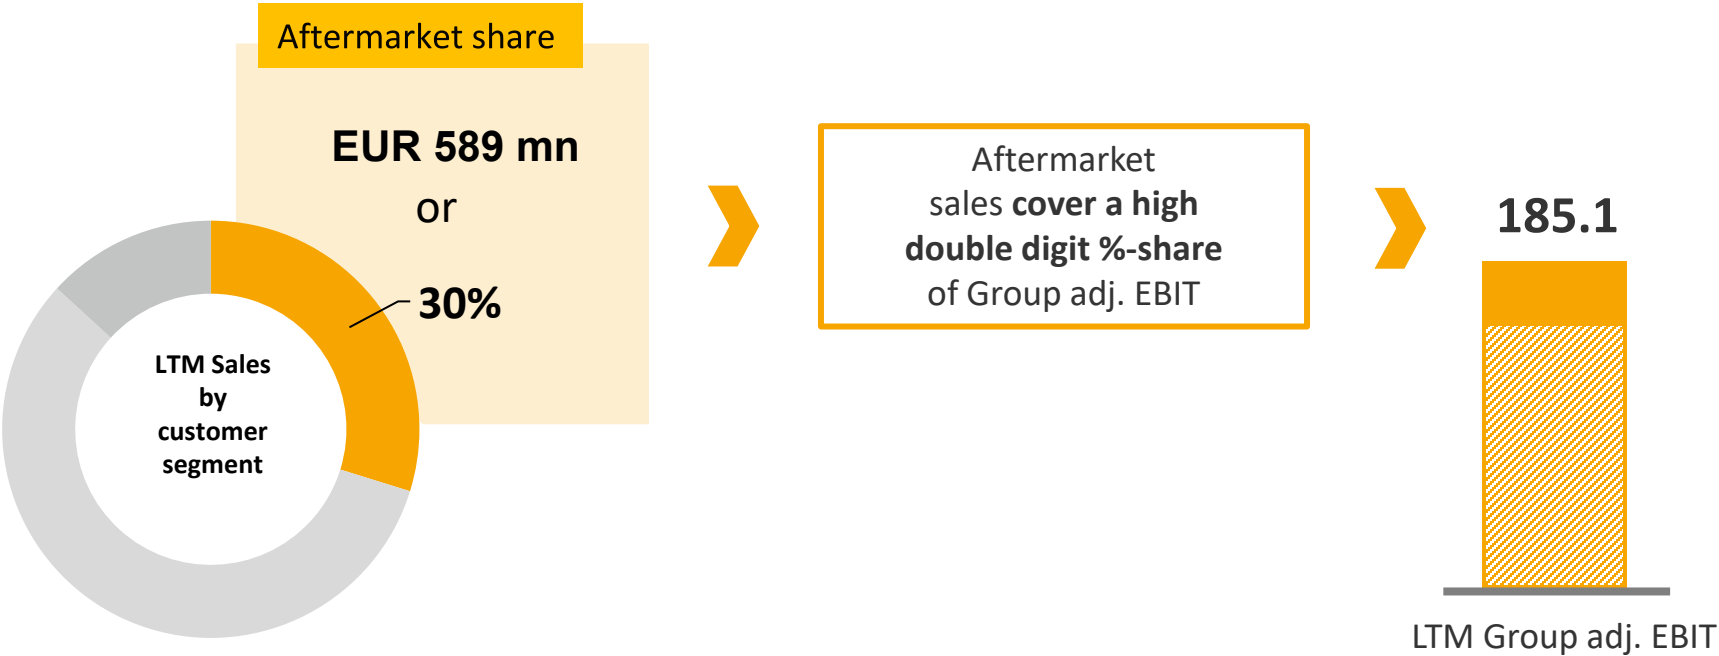 Aftermarket share
EUR 589 mn
or
30%
LTM Sales
by
customer
segment
Aftermarket
sales cover a high
double digit %-share
of Group adj. EBIT
185.1
LTM Group adj. EBIT